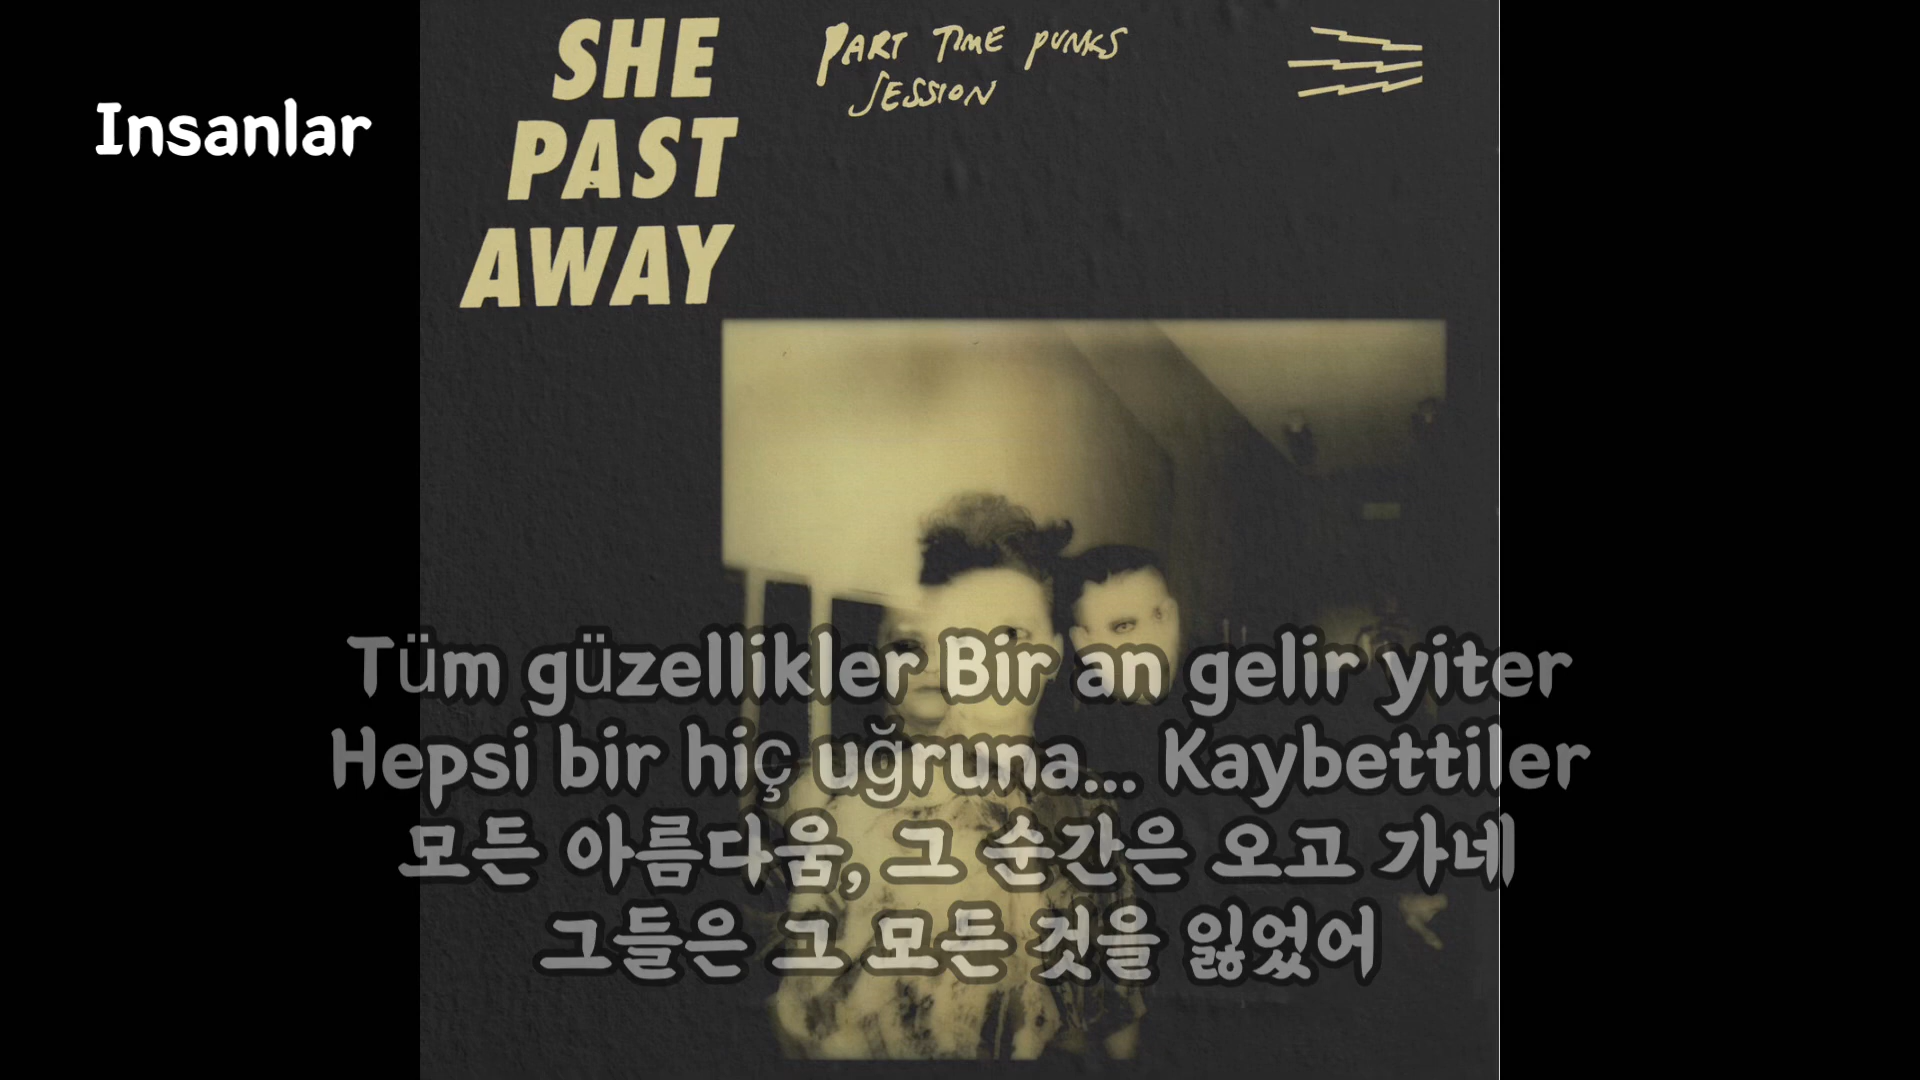 Insanlar
SHE
PAST
AWAY
PART TIME PUNKS
SESSION
Tüm güzellikler Bir an gelir yiter
Hepsi bir hiç uğruna... Kaybettiler
모든 아름다움, 그 순간은 오고 가네
그들은 그 모든 것을 잃었어